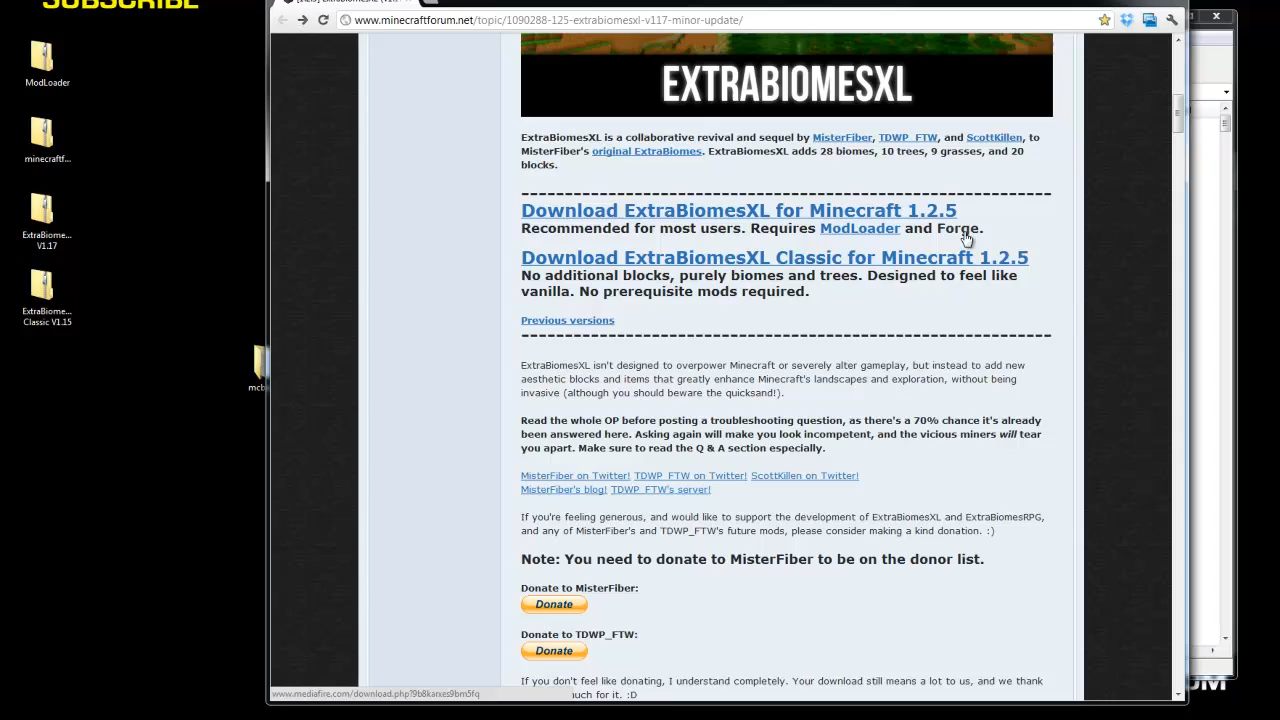 SUBSCRIBE
www.minecraftforum.net/topic/1090288-125-extrabiomesxl-v117-minor-update/
ModLoader
minecraftf...
ExtraBiome...
V1.17
ExtraBiome...
Classic V1.15
EXTRABIOMESXL
ExtraBiomesXL is a collaborative revival and sequel by MisterFiber, TDWP_FTW, and ScottKillen, to
MisterFiber's original ExtraBiomes. ExtraBiomesXL adds 28 biomes, 10 trees, 9 grasses, and 20
blocks.
Download ExtraBiomesXL for Minecraft 1.2.5
Recommended for most users. Requires ModLoader and Forge.
Download ExtraBiomesXL Classic for Minecraft 1.2.5
No additional blocks, purely biomes and trees. Designed to feel like
vanilla. No prerequisite mods required.
Previous versions
ExtraBiomesXL isn't designed to overpower Minecraft or severely alter gameplay, but instead to add new
aesthetic blocks and items that greatly enhance Minecraft's landscapes and exploration, without being
invasive (although you should beware the quicksand!).
Read the whole OP before posting a troubleshooting question, as there's a 70% chance it's already
been answered here. Asking again will make you look incompetent, and the vicious miners will tear
you apart. Make sure to read the Q & A section especially.
MisterFiber on Twitter! TDWP_FTW on Twitter! ScottKillen on Twitter!
MisterFiber's blog! TDWP_FTW's server!
If you're feeling generous, and would like to support the development of ExtraBiomesXL and ExtraBiomesRPG,
and any of MisterFiber's and TDWP_FTW's future mods, please consider making a kind donation. :)
Note: You need to donate to MisterFiber to be on the donor list.
Donate to MisterFiber:
Donate
Donate to TDWP_FTW:
Donate
If you don't feel like donating, I understand completely. Your download still means a lot to us, and we thank
much for it. :D
www.mediafire.com/download.php?9b8kanxes9bm5fq